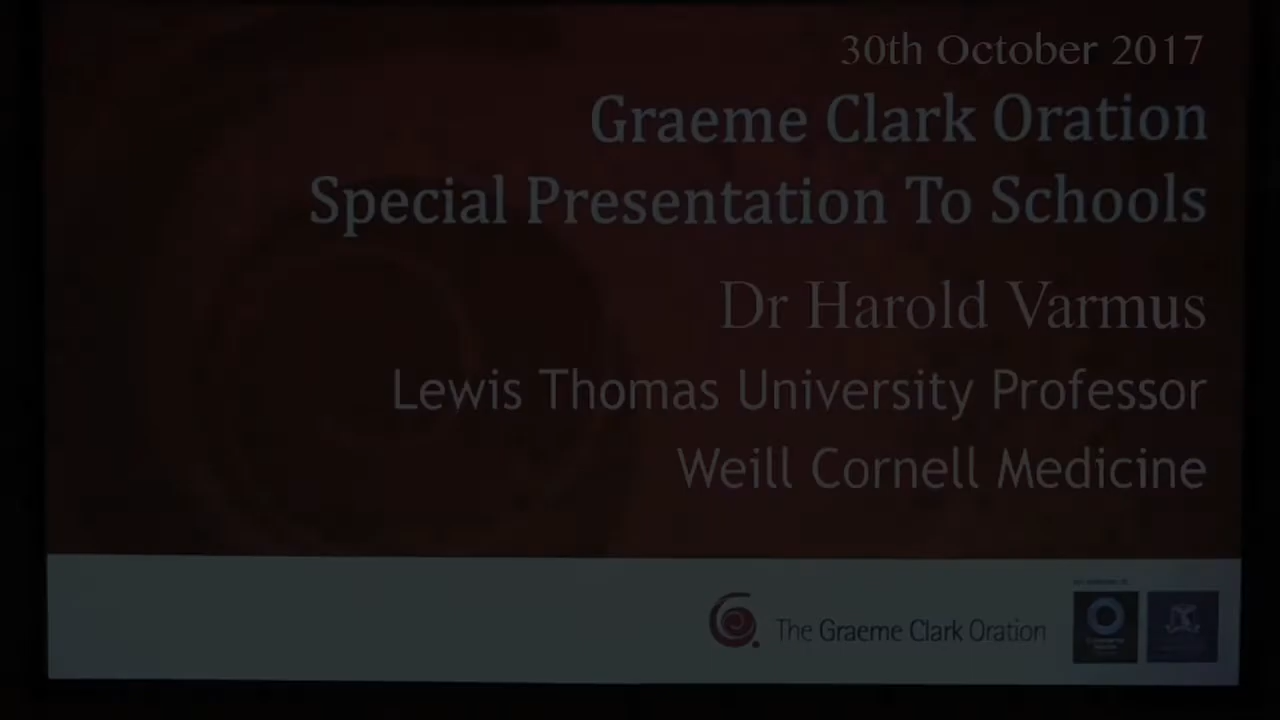 30th October 2017
Graeme Clark Oration
Special Presentation To Schools
Dr Harold Varmus
Lewis Thomas University Professor
Weill Cornell Medicine
The Graeme Clark Oration